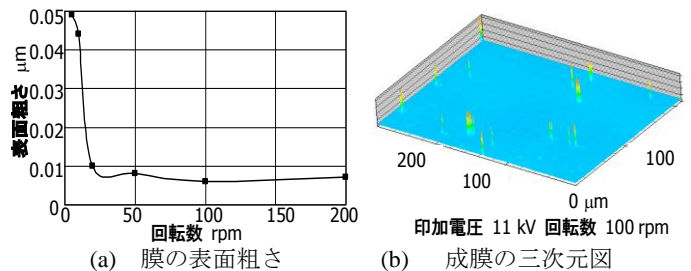 0.05
0.04
0.03
0.02
0.01
0
表面粗さ μm
0 50 100 150 200
回転数 rpm
(a) 膜の表面粗さ
200
100
0 μm
100
印加電圧 11 kV 回転数 100 rpm
(b) 成膜の三次元図